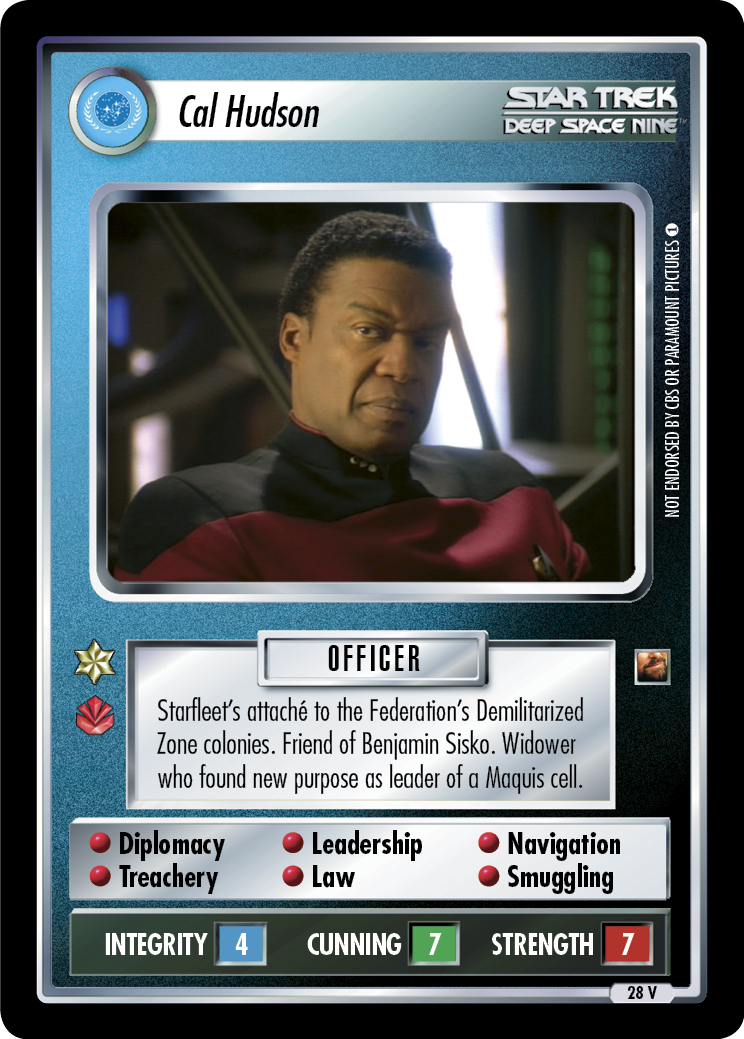 Cal Hudson
STAR TREK
DEEP SPACE NINE™
NOT ENDORSED BY CBS OR PARAMOUNT PICTURES 1
OFFICER
Starfleet's attaché to the Federation's Demilitarized
Zone colonies. Friend of Benjamin Sisko. Widower
who found new purpose as leader of a Maquis cell.
Diplomacy Leadership Navigation
Treachery Law Smuggling
INTEGRITY 4 CUNNING 7 STRENGTH 7
28 V